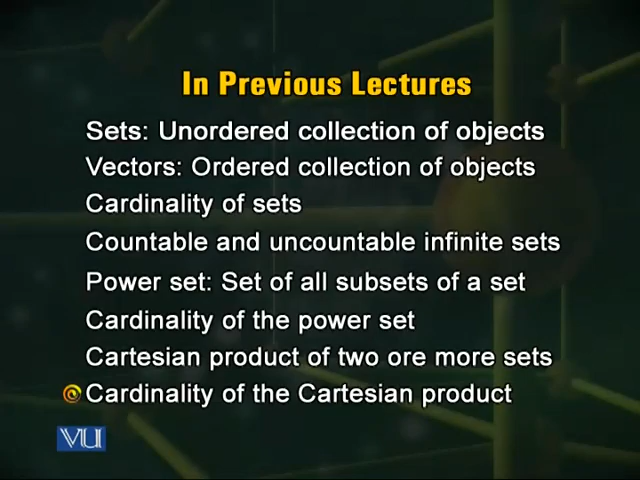 In Previous Lectures
Sets: Unordered collection of objects
Vectors: Ordered collection of objects
Cardinality of sets
Countable and uncountable infinite sets
Power set: Set of all subsets of a set
Cardinality of the power set
Cartesian product of two ore more sets
Cardinality of the Cartesian product
VU